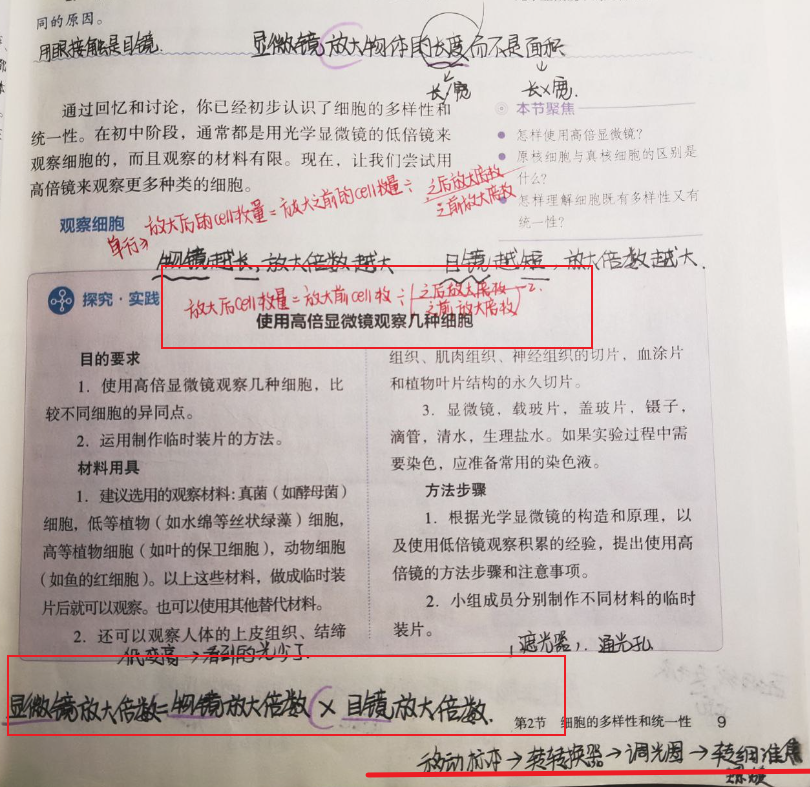 同的原因。
用眼接触是目镜.
显微镜放大物体的长度而不是面积
长/宽
长×宽.
通过回忆和讨论，你已经初步认识了细胞的多样性和
统一性。在初中阶段，通常都是用光学显微镜的低倍镜来
观察细胞的，而且观察的材料有限。现在，让我们尝试用
高倍镜来观察更多种类的细胞。
本节聚焦
怎样使用高倍显微镜？
原核细胞与真核细胞的区别是
什么？
怎样理解细胞既有多样性又有
统一性？
观察细胞
放大后的cell数量=放大之前的cell数量÷ 之后放大倍数
之前放大倍数
单行
物镜越长,放大倍数越大
目镜越短,放大倍数越大.
探究·实践
放大后cell数量=放大前cell数÷(之后放大倍数
之前放大倍数)2.
使用高倍显微镜观察几种细胞
目的要求
1. 使用高倍显微镜观察几种细胞，比
较不同细胞的异同点。
2. 运用制作临时装片的方法。
材料用具
1. 建议选用的观察材料：真菌（如酵母菌）
细胞，低等植物（如水绵等丝状绿藻）细胞，
高等植物细胞（如叶的保卫细胞），动物细胞
（如鱼的红细胞）。以上这些材料，做成临时装
片后就可以观察。也可以使用其他替代材料。
2. 还可以观察人体的上皮组织、结缔
组织、肌肉组织、神经组织的切片，血涂片
和植物叶片结构的永久切片。
3. 显微镜，载玻片，盖玻片，镊子，
滴管，清水，生理盐水。如果实验过程中需
要染色，应准备常用的染色液。
方法步骤
1. 根据光学显微镜的构造和原理，以
及使用低倍镜观察积累的经验，提出使用高
倍镜的方法步骤和注意事项。
2. 小组成员分别制作不同材料的临时
装片。
低变高→看到的光少了.
遮光器，通光孔
显微镜放大倍数=物镜放大倍数×目镜放大倍数.
第2节 细胞的多样性和统一性 9
移动标本→转转换器→调光圈→转细准焦
螺旋